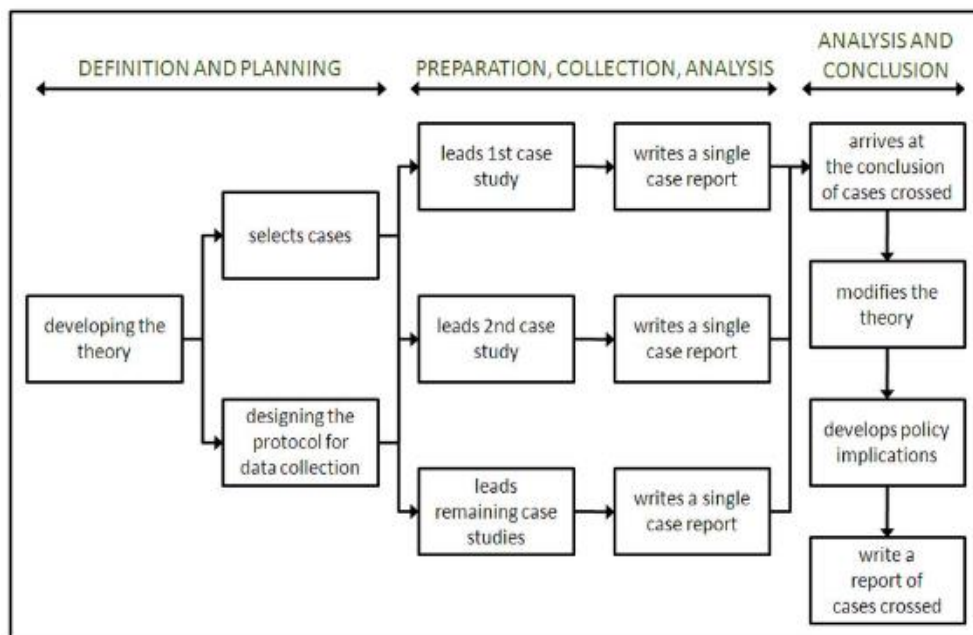 DEFINITION AND PLANNING
PREPARATION, COLLECTION, ANALYSIS
ANALYSIS AND
CONCLUSION
developing the
theory
selects cases
designing the
protocol for
data collection
leads 1st case
study
writes a single
case report
leads 2nd case
study
writes a single
case report
leads
remaining case
studies
writes a single
case report
arrives at
the conclusion
of cases crossed
modifies the
theory
develops policy
implications
write a
report of
cases crossed